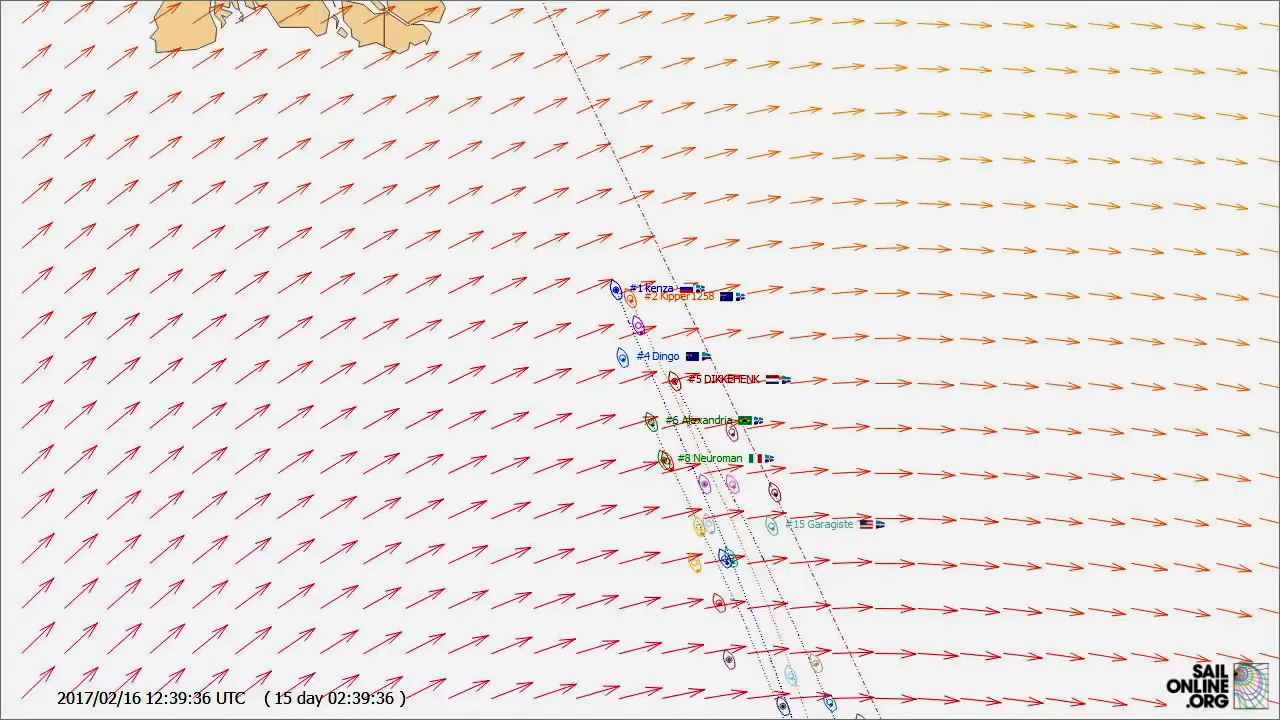 #1 kenza
#2 Kipper1258
#4 Dingo
#5 DIKKEHENK
#6 Alexandria
#8 Neuroman
#15 Garagiste
2017/02/16 12:39:36 UTC ( 15 day 02:39:36 )
SAIL
ONLINE
.ORG